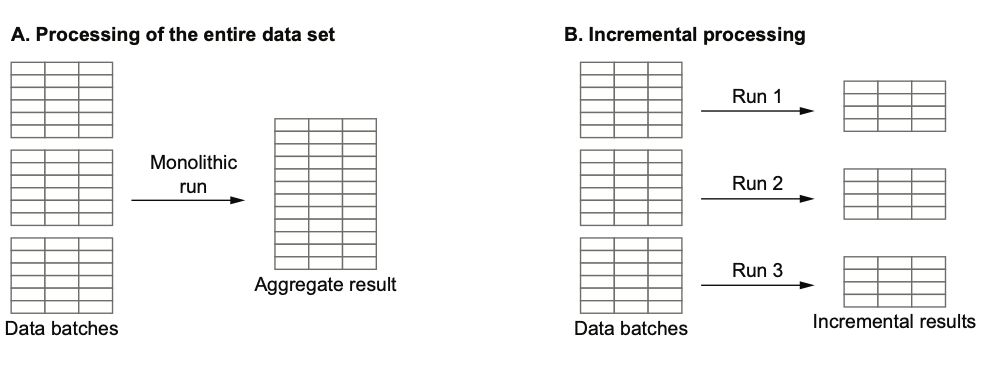 A. Processing of the entire data set
Monolithic
run
Aggregate result
Data batches
B. Incremental processing
Run 1
Run 2
Run 3
Data batches
Incremental results